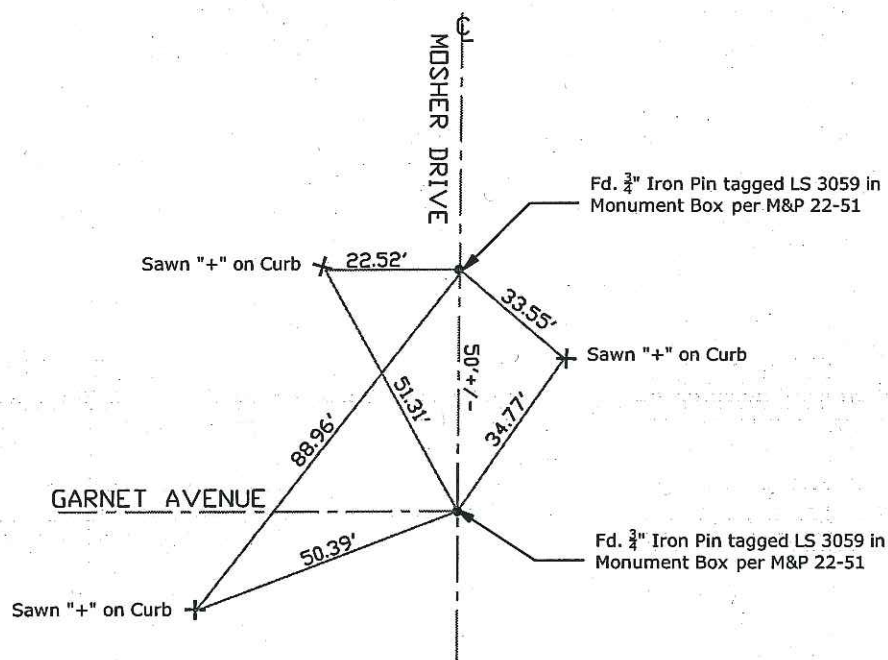 ℄
MOSHER DRIVE
Fd. 3/4" Iron Pin tagged LS 3059 in
Monument Box per M&P 22-51
Sawn "+" on Curb
22.52'
33.55'
50'+/-
Sawn "+" on Curb
51.31'
34.77'
88.96'
GARNET AVENUE
50.39'
Fd. 3/4" Iron Pin tagged LS 3059 in
Monument Box per M&P 22-51
Sawn "+" on Curb